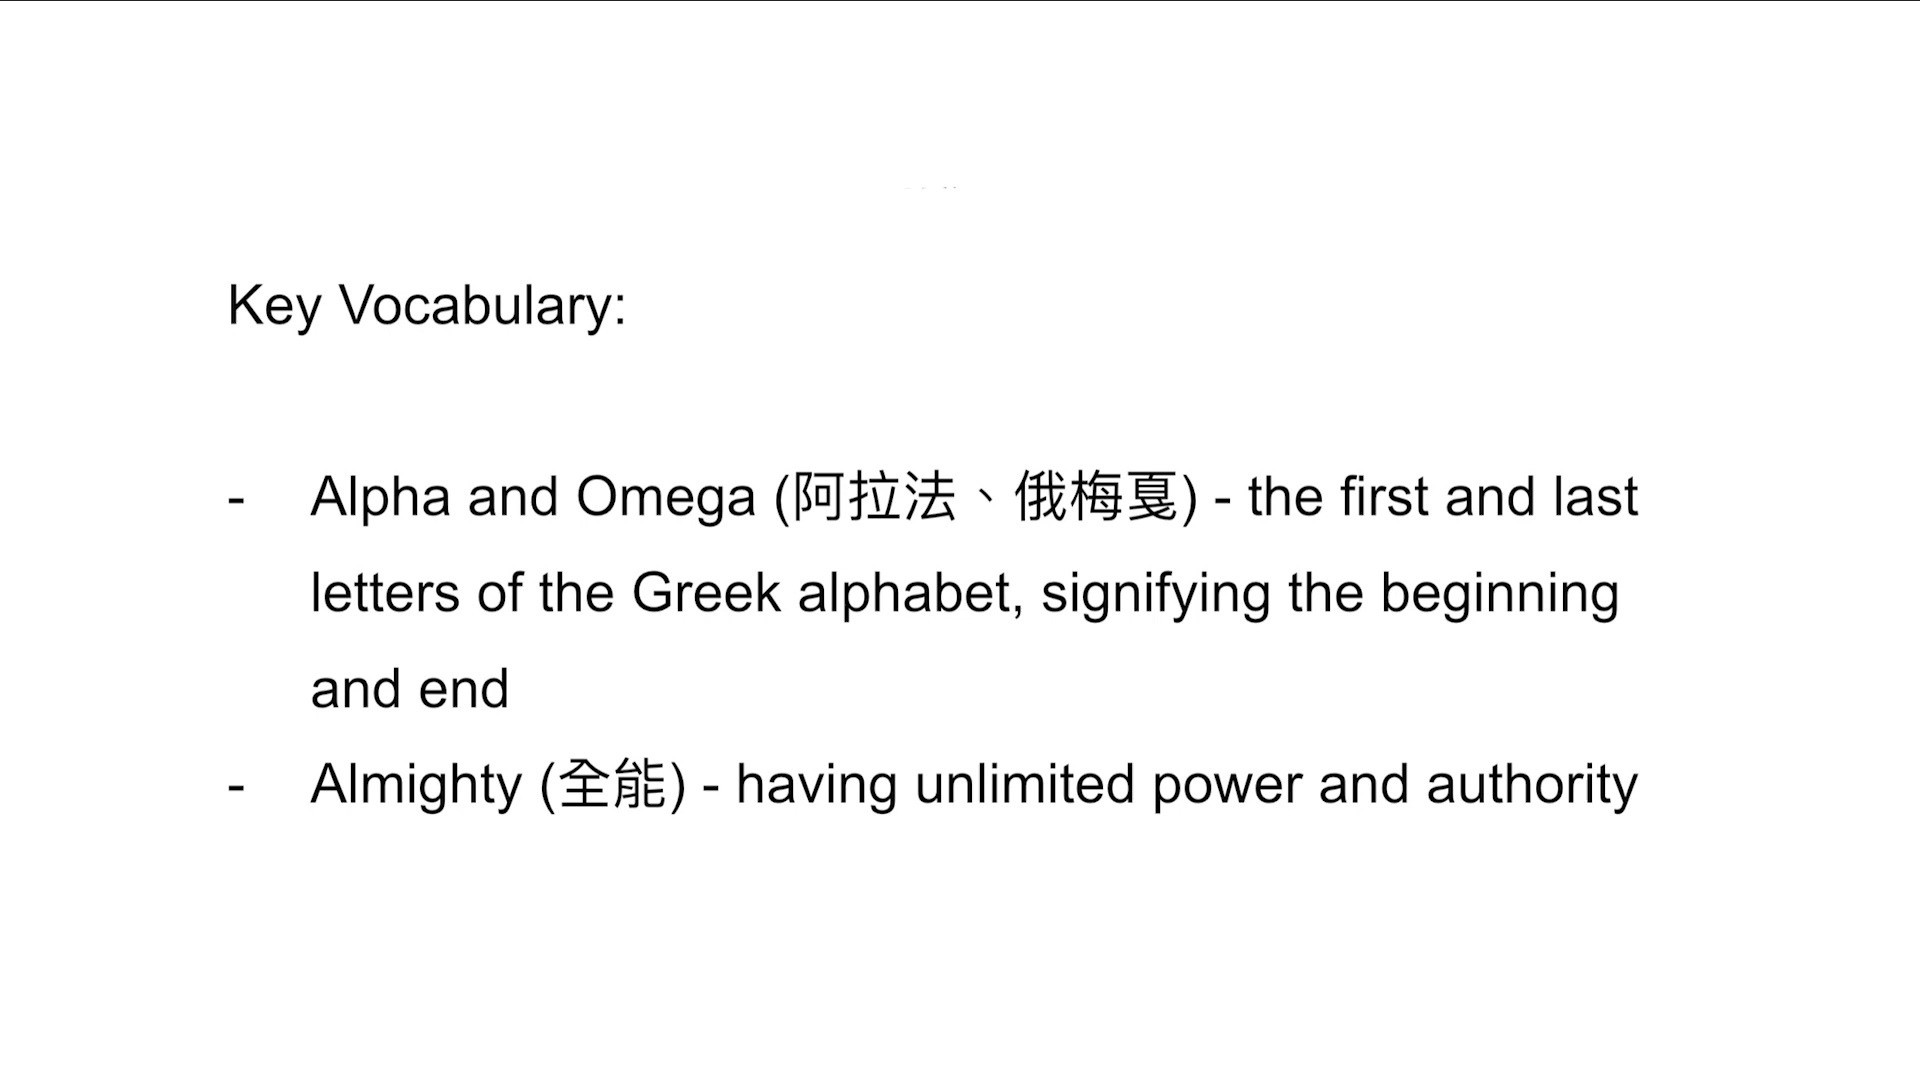 Key Vocabulary:
- Alpha and Omega (阿拉法、俄梅戛) - the first and last
letters of the Greek alphabet, signifying the beginning
and end
- Almighty (全能) - having unlimited power and authority